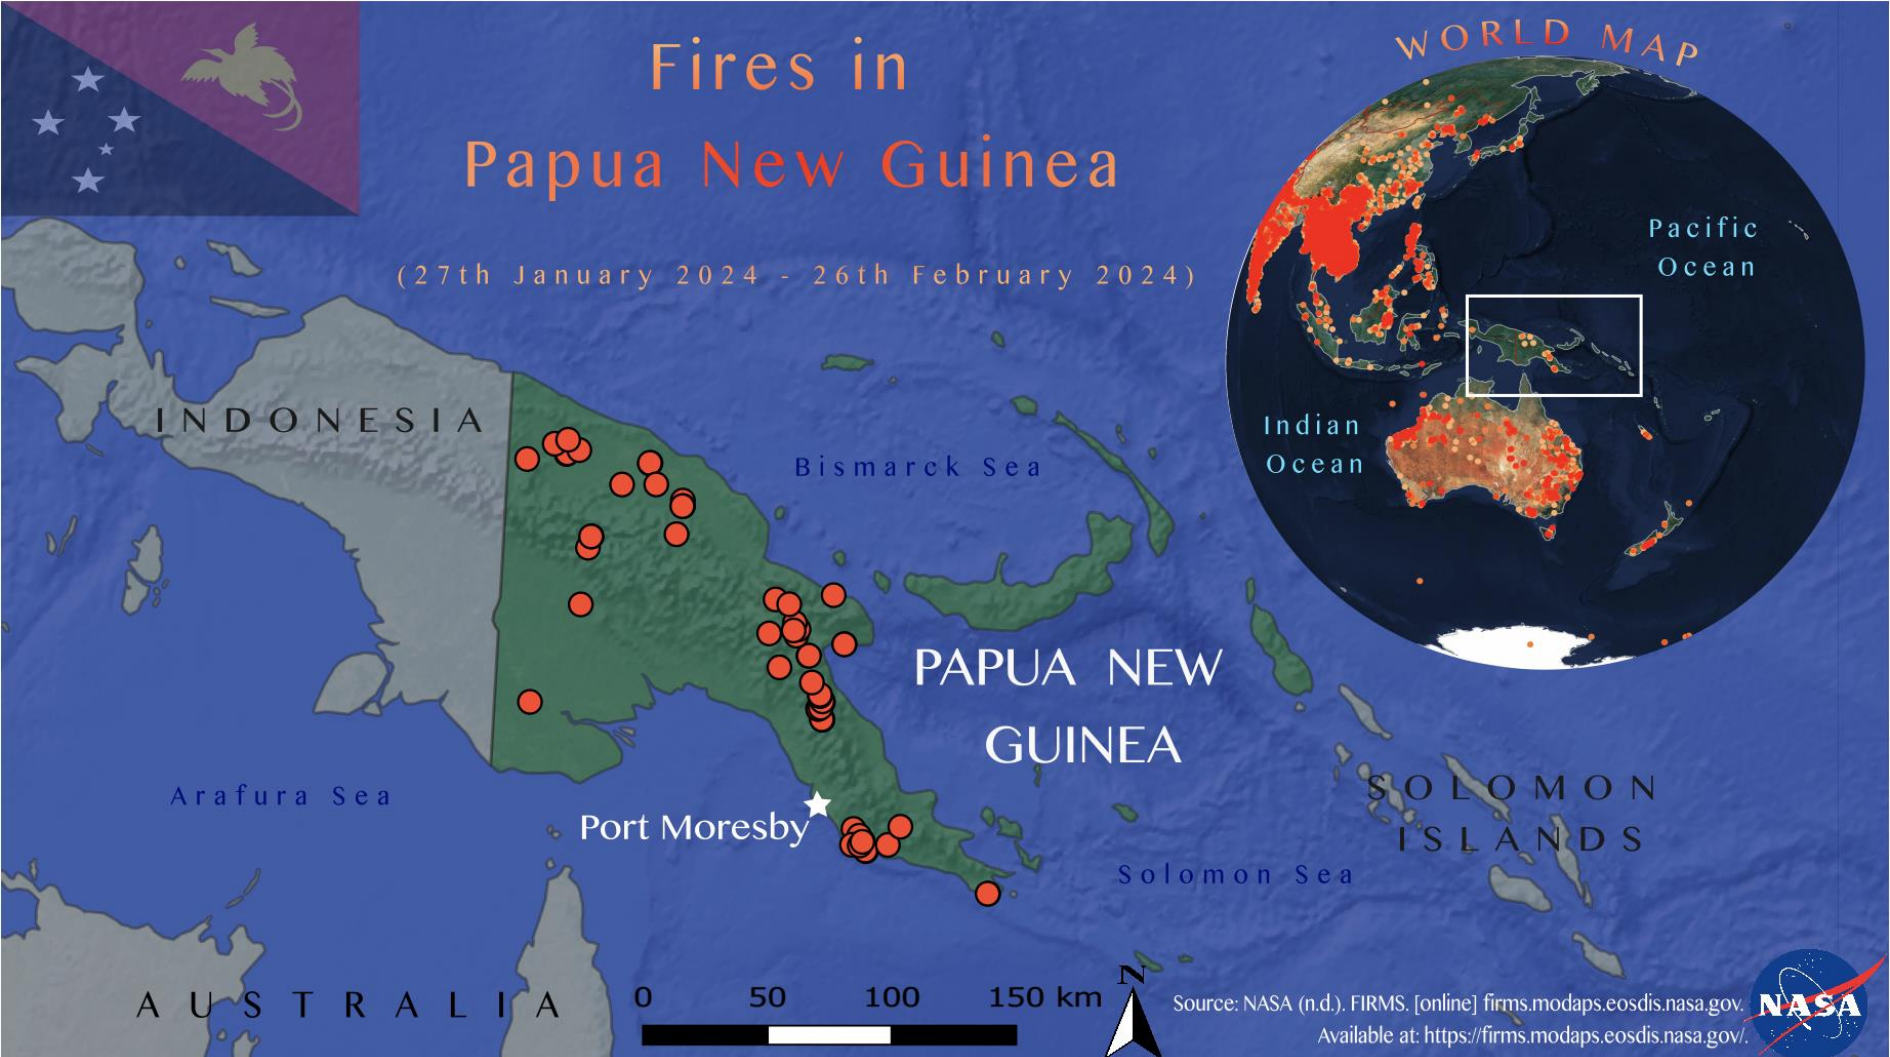 Fires in
Papua New Guinea
(27th January 2024 - 26th February 2024)
WORLD MAP
Pacific
Ocean
Indian
Ocean
INDONESIA
Bismarck Sea
PAPUA NEW
GUINEA
Arafura Sea
Port Moresby
SOLOMON
ISLANDS
Solomon Sea
AUSTRALIA
0 50 100 150 km
N
Source: NASA (n.d.). FIRMS. [online] firms.modaps.eosdis.nasa.gov.
Available at: https://firms.modaps.eosdis.nasa.gov/.
NASA